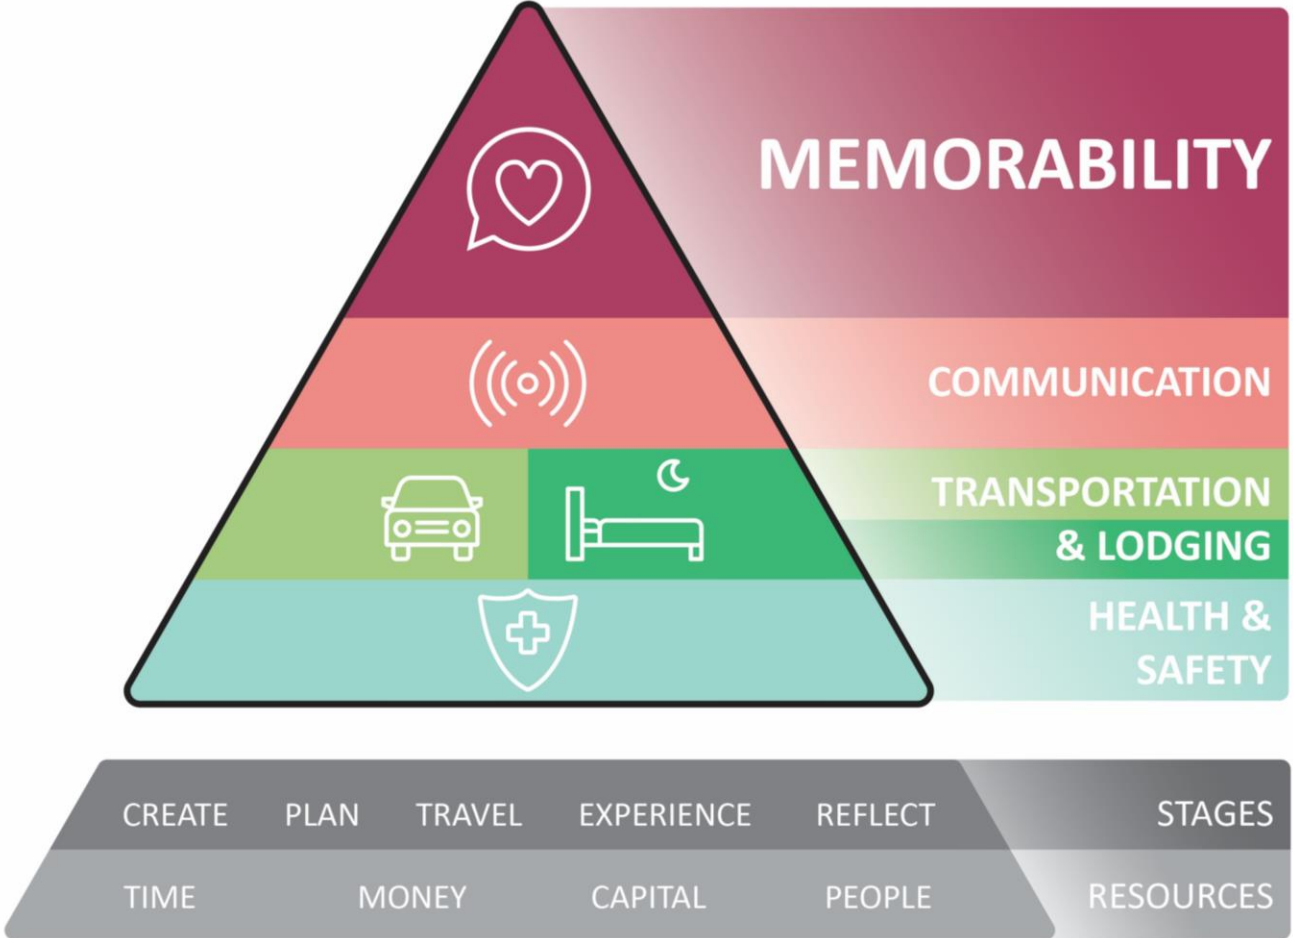 MEMORABILITY
COMMUNICATION
TRANSPORTATION
& LODGING
HEALTH &
SAFETY
CREATE PLAN TRAVEL EXPERIENCE REFLECT STAGES
TIME MONEY CAPITAL PEOPLE RESOURCES